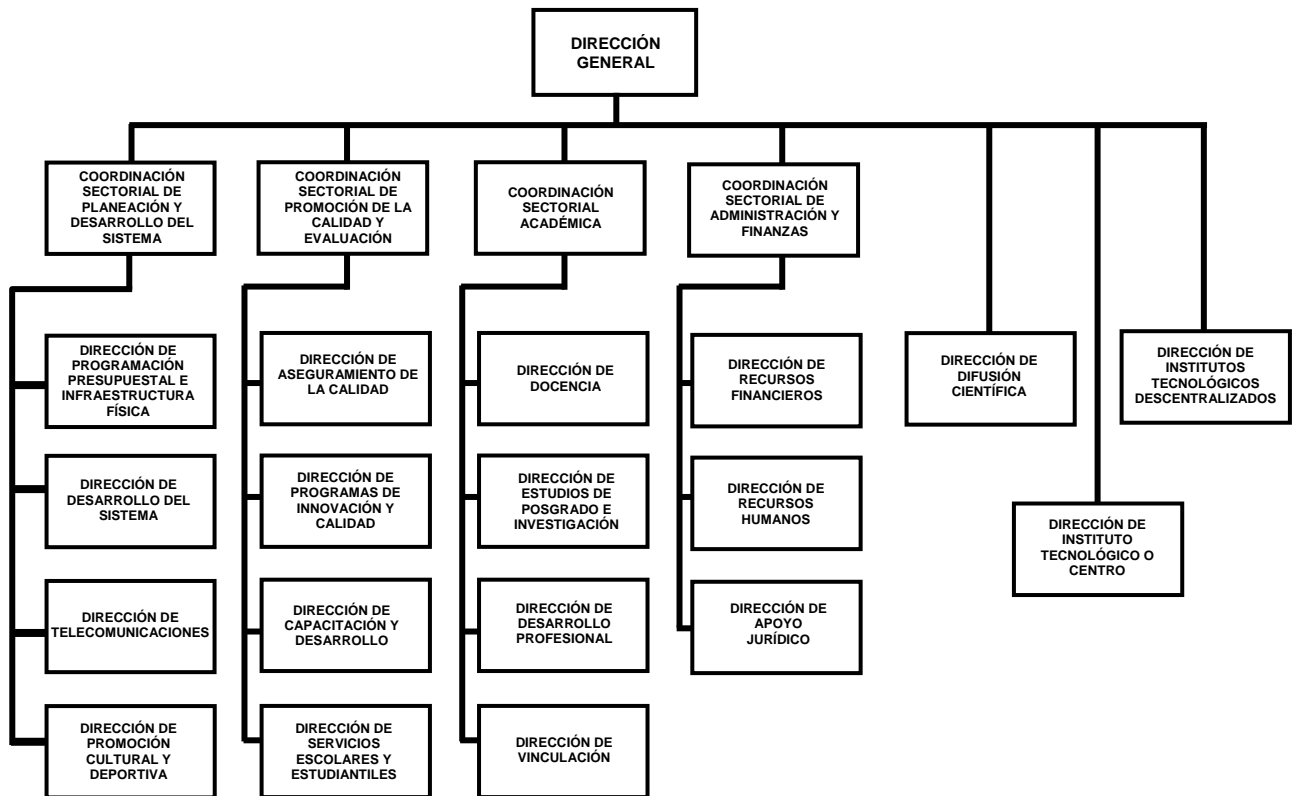 DIRECCIÓN
GENERAL
COORDINACIÓN
SECTORIAL DE
PLANEACIÓN Y
DESARROLLO DEL
SISTEMA
COORDINACIÓN
SECTORIAL DE
PROMOCIÓN DE LA
CALIDAD Y
EVALUACIÓN
COORDINACIÓN
SECTORIAL
ACADÉMICA
COORDINACIÓN
SECTORIAL DE
ADMINISTRACIÓN Y
FINANZAS
DIRECCIÓN DE
PROGRAMACIÓN
PRESUPUESTAL E
INFRAESTRUCTURA
FÍSICA
DIRECCIÓN DE
ASEGURAMIENTO DE
LA CALIDAD
DIRECCIÓN DE
DOCENCIA
DIRECCIÓN DE
RECURSOS
FINANCIEROS
DIRECCIÓN DE
DIFUSIÓN
CIENTÍFICA
DIRECCIÓN DE
INSTITUTOS
TECNOLÓGICOS
DESCENTRALIZADOS
DIRECCIÓN DE
DESARROLLO DEL
SISTEMA
DIRECCIÓN DE
PROGRAMAS DE
INNOVACIÓN Y
CALIDAD
DIRECCIÓN DE
ESTUDIOS DE
POSGRADO E
INVESTIGACIÓN
DIRECCIÓN DE
RECURSOS
HUMANOS
DIRECCIÓN DE
INSTITUTO
TECNOLÓGICO O
CENTRO
DIRECCIÓN DE
TELECOMUNICACIONES
DIRECCIÓN DE
CAPACITACIÓN Y
DESARROLLO
DIRECCIÓN DE
DESARROLLO
PROFESIONAL
DIRECCIÓN DE
APOYO
JURÍDICO
DIRECCIÓN DE
PROMOCIÓN
CULTURAL Y
DEPORTIVA
DIRECCIÓN DE
SERVICIOS
ESCOLARES Y
ESTUDIANTILES
DIRECCIÓN DE
VINCULACIÓN